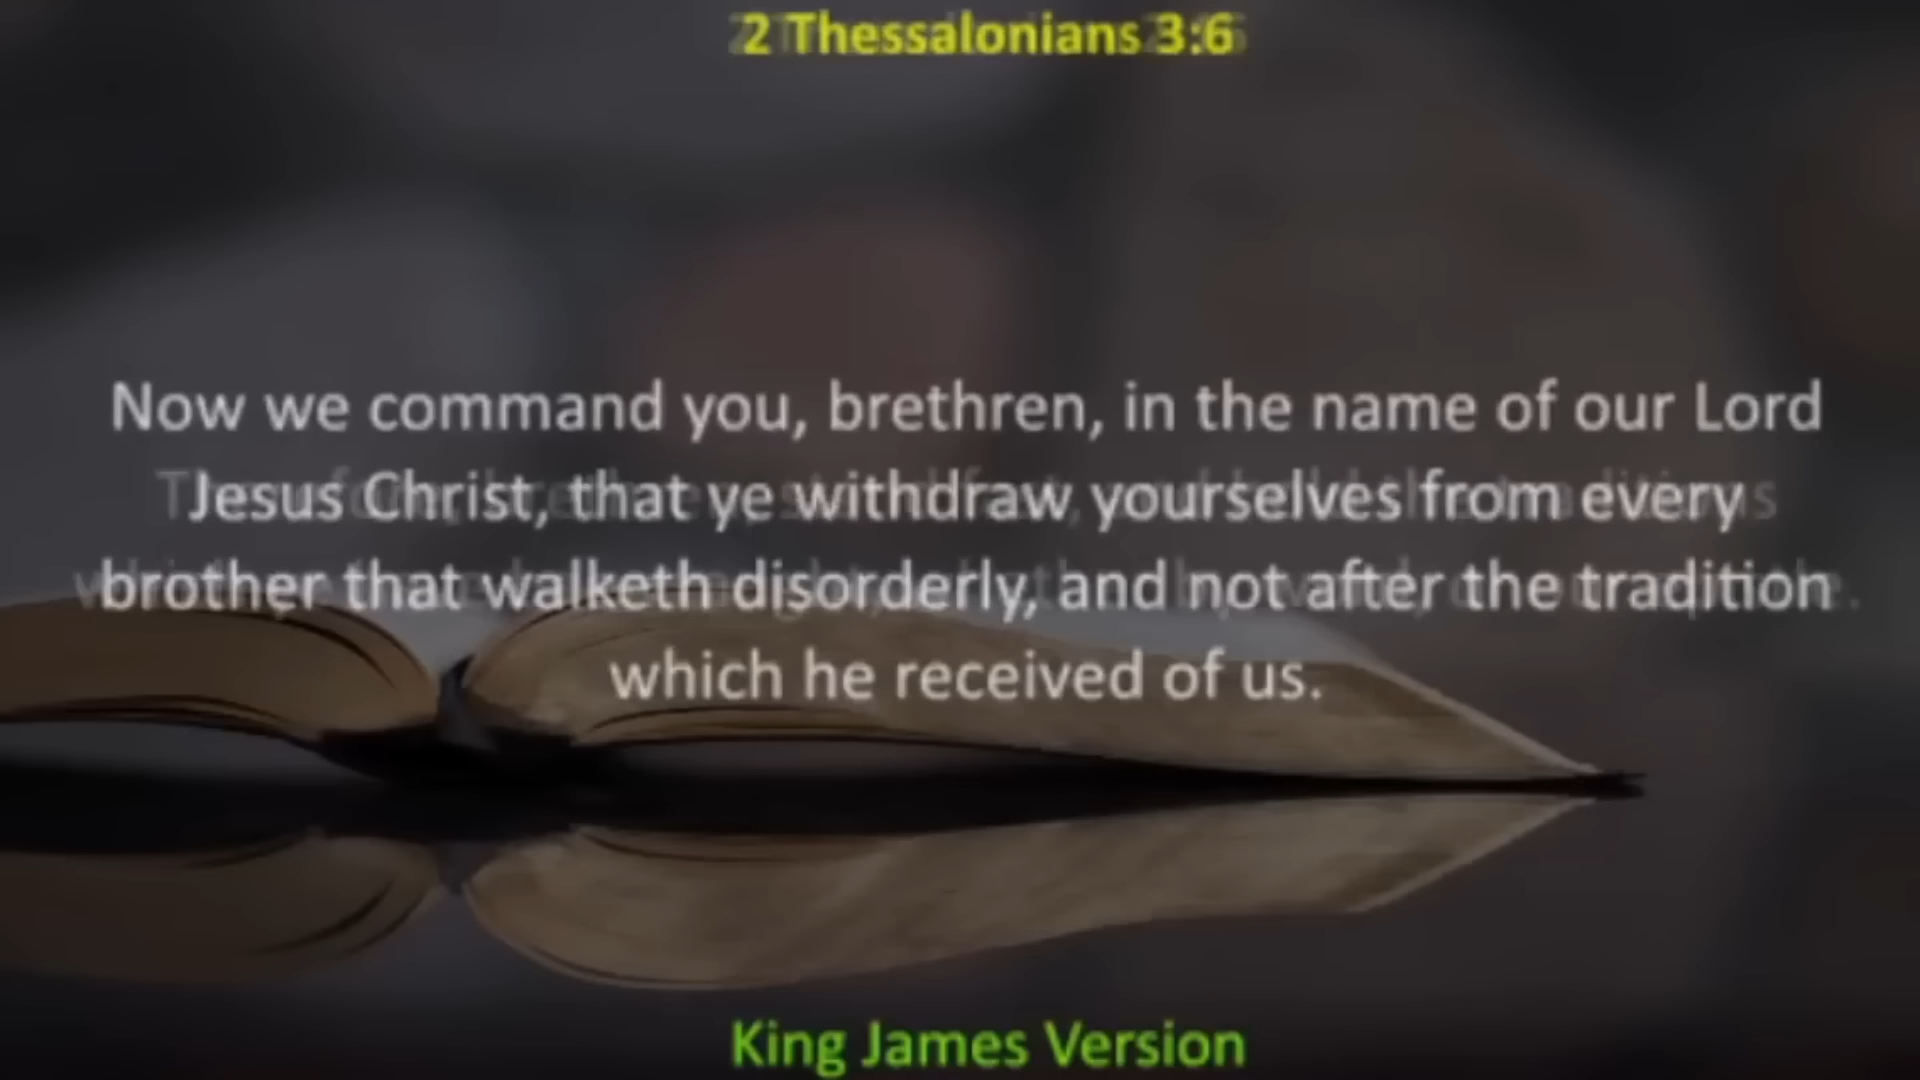 2 Thessalonians 3:6
Now we command you, brethren, in the name of our Lord
Jesus Christ, that ye withdraw yourselves from every
brother that walketh disorderly, and not after the tradition
which he received of us.
King James Version